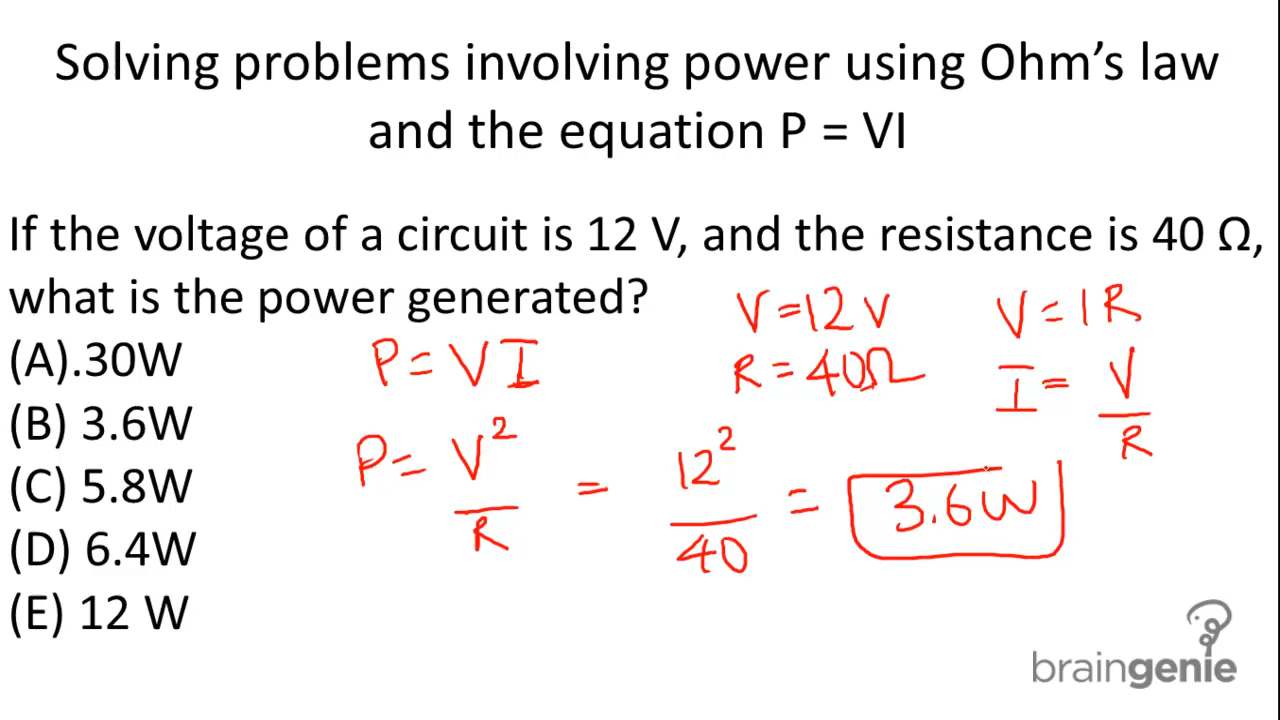 Solving problems involving power using Ohm's law
and the equation P = VI
If the voltage of a circuit is 12 V, and the resistance is 40 Ω,
what is the power generated?
(A).30W
(B) 3.6W
(C) 5.8W
(D) 6.4W
(E) 12 W
V=12V
R=40Ω
V=IR
I= V/R
P= VI
P= V²/R = 12²/40 = 3.6W
braingenie